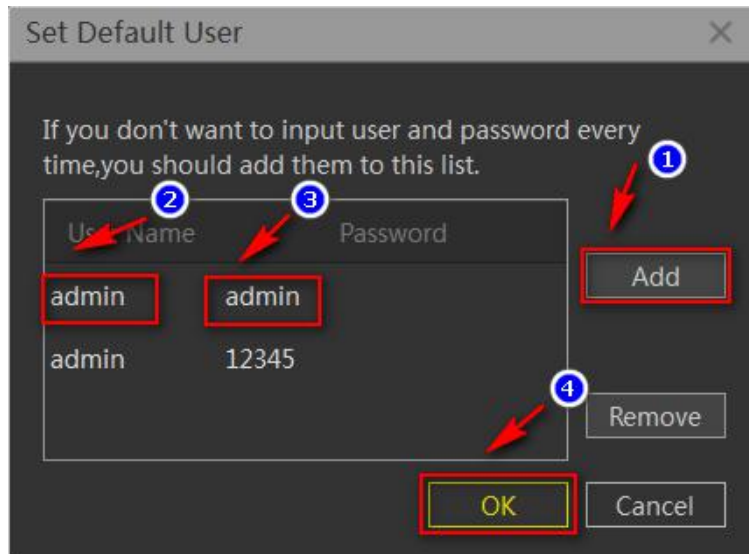 Set Default User
If you don't want to input user and password every
time,you should add them to this list.
1
2 3
User Name Password
Add
admin admin
admin 12345
4
Remove
OK Cancel